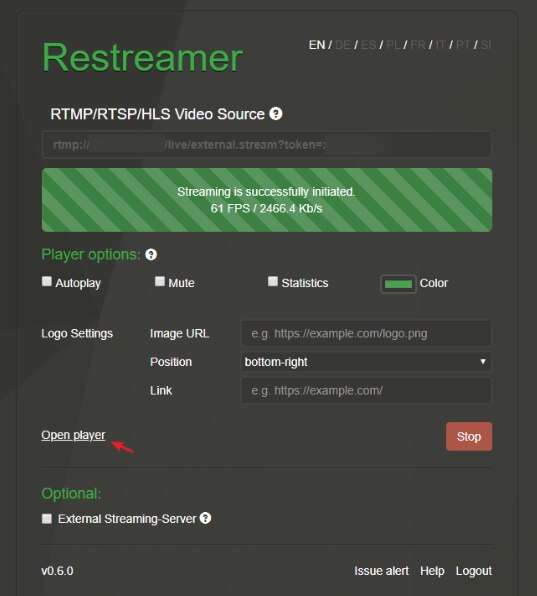 Restreamer
EN / DE / ES / PL / FR / IT / PT / SI
RTMP/RTSP/HLS Video Source ?
rtmp:// /live/external.stream?token=
Streaming is successfully initiated.
61 FPS / 2466.4 Kb/s
Player options: ?
Autoplay Mute Statistics Color
Logo Settings Image URL e.g. https://example.com/logo.png
Position bottom-right
Link e.g. https://example.com/
Open player Stop
Optional:
External Streaming-Server ?
v0.6.0 Issue alert Help Logout